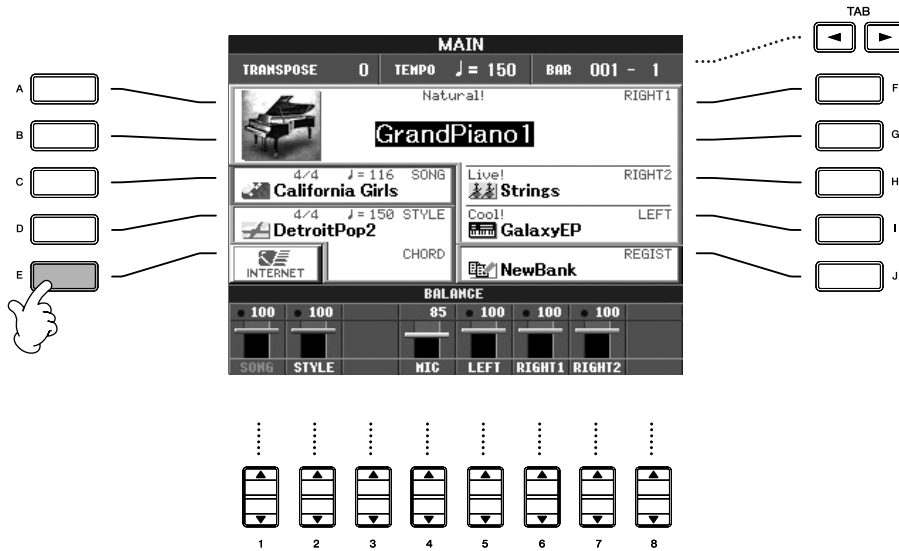 TAB
MAIN
TRANSPOSE 0 TEMPO ♩= 150 BAR 001 - 1
Natural! RIGHT1
GrandPiano1
4/4 ♩= 116 SONG
California Girls
Live! RIGHT2
Strings
4/4 ♩= 150 STYLE
DetroitPop2
Cool! LEFT
GalaxyEP
INTERNET
CHORD
REGIST
NewBank
BALANCE
100 100 85 100 100 100
SONG STYLE MIC LEFT RIGHT1 RIGHT2
A
B
C
D
E
F
G
H
I
J
1 2 3 4 5 6 7 8